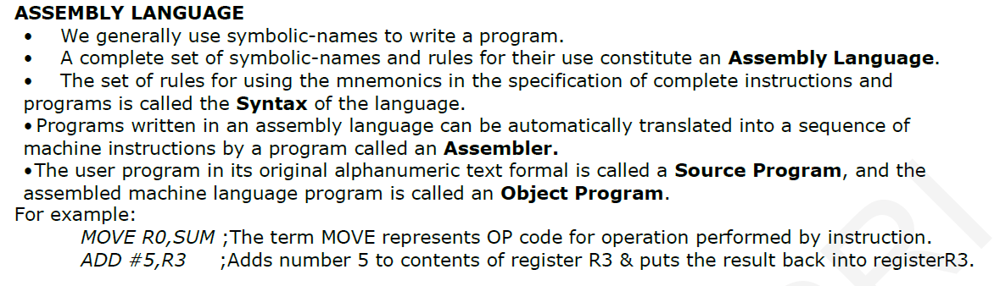 ASSEMBLY LANGUAGE
• We generally use symbolic-names to write a program.
• A complete set of symbolic-names and rules for their use constitute an Assembly Language.
• The set of rules for using the mnemonics in the specification of complete instructions and
programs is called the Syntax of the language.
• Programs written in an assembly language can be automatically translated into a sequence of
machine instructions by a program called an Assembler.
•The user program in its original alphanumeric text formal is called a Source Program, and the
assembled machine language program is called an Object Program.
For example:
MOVE R0,SUM ;The term MOVE represents OP code for operation performed by instruction.
ADD #5,R3 ;Adds number 5 to contents of register R3 & puts the result back into registerR3.